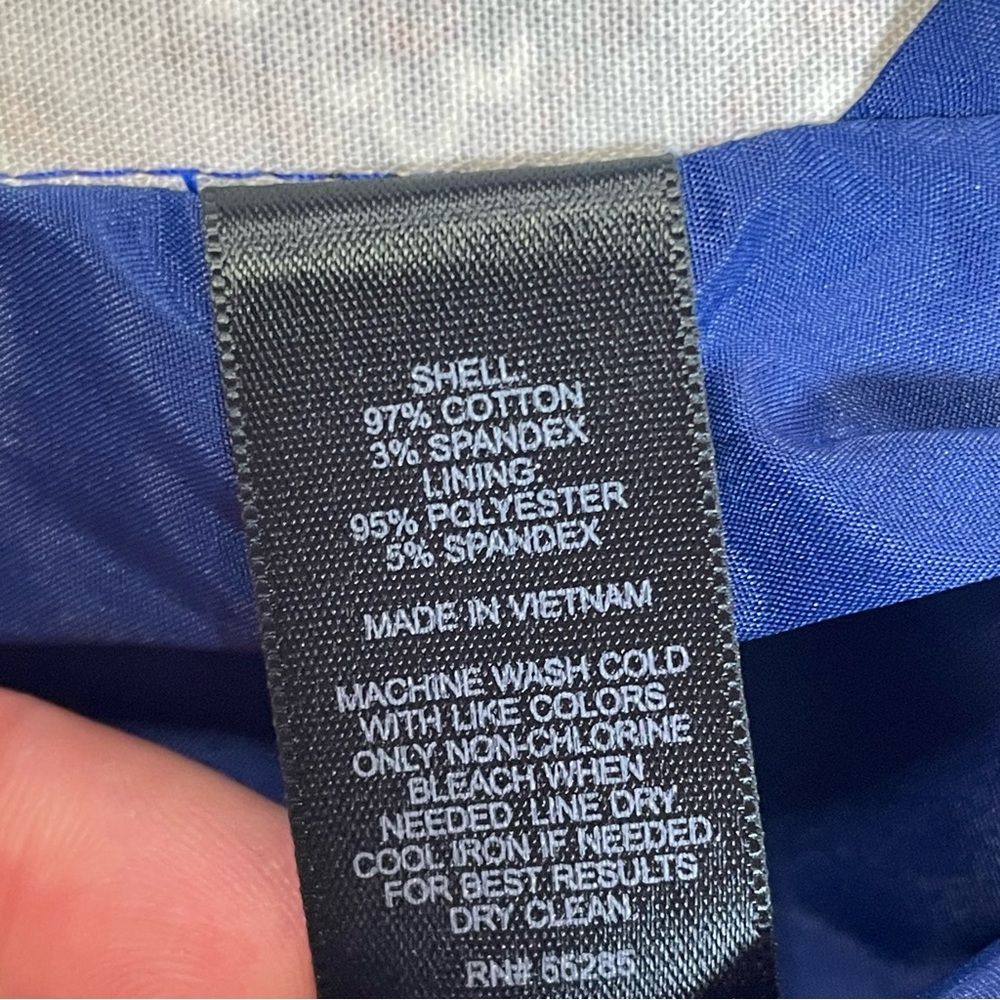 SHELL:
97% COTTON
3% SPANDEX
LINING:
95% POLYESTER
5% SPANDEX
MADE IN VIETNAM
MACHINE WASH COLD
WITH LIKE COLORS.
ONLY NON-CHLORINE
BLEACH WHEN
NEEDED. LINE DRY
COOL IRON IF NEEDED
FOR BEST RESULTS
DRY CLEAN.
RN# 66285